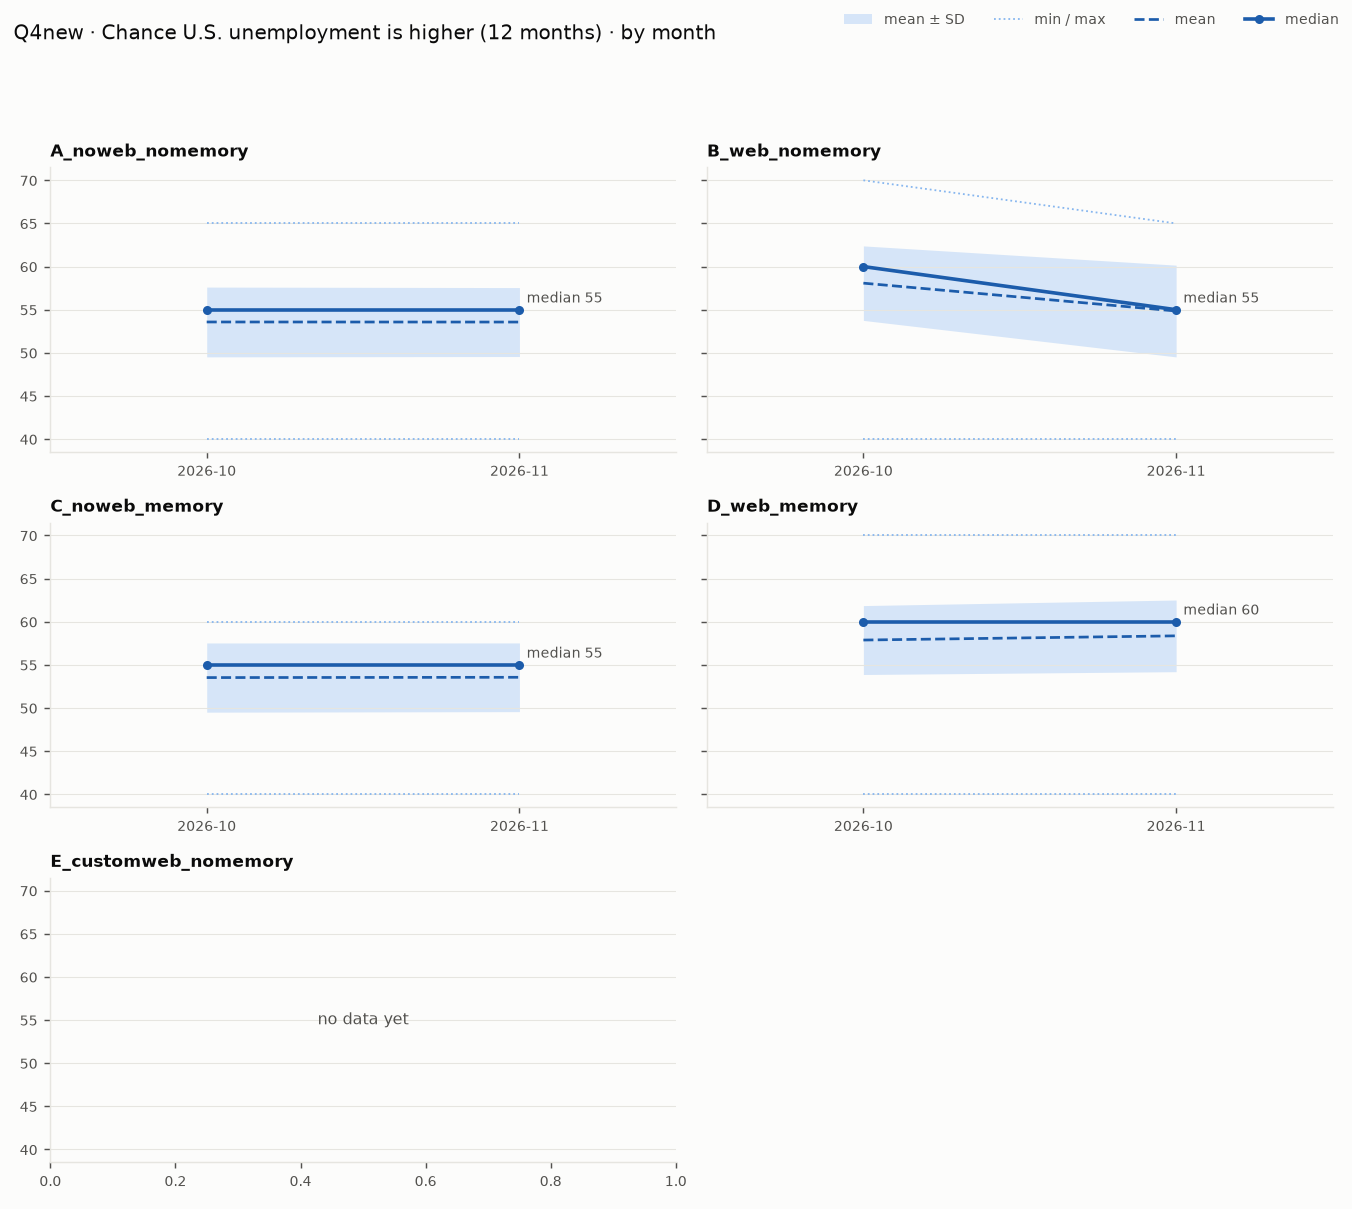 Q4new · Chance U.S. unemployment is higher (12 months) · by month
mean ± SD min / max mean median
A_noweb_nomemory
70
65
60
55
50
45
40
median 55
2026-10 2026-11
B_web_nomemory
median 55
2026-10 2026-11
C_noweb_memory
70
65
60
55
50
45
40
median 55
2026-10 2026-11
D_web_memory
median 60
2026-10 2026-11
E_customweb_nomemory
70
65
60
55
50
45
40
no data yet
0.0 0.2 0.4 0.6 0.8 1.0